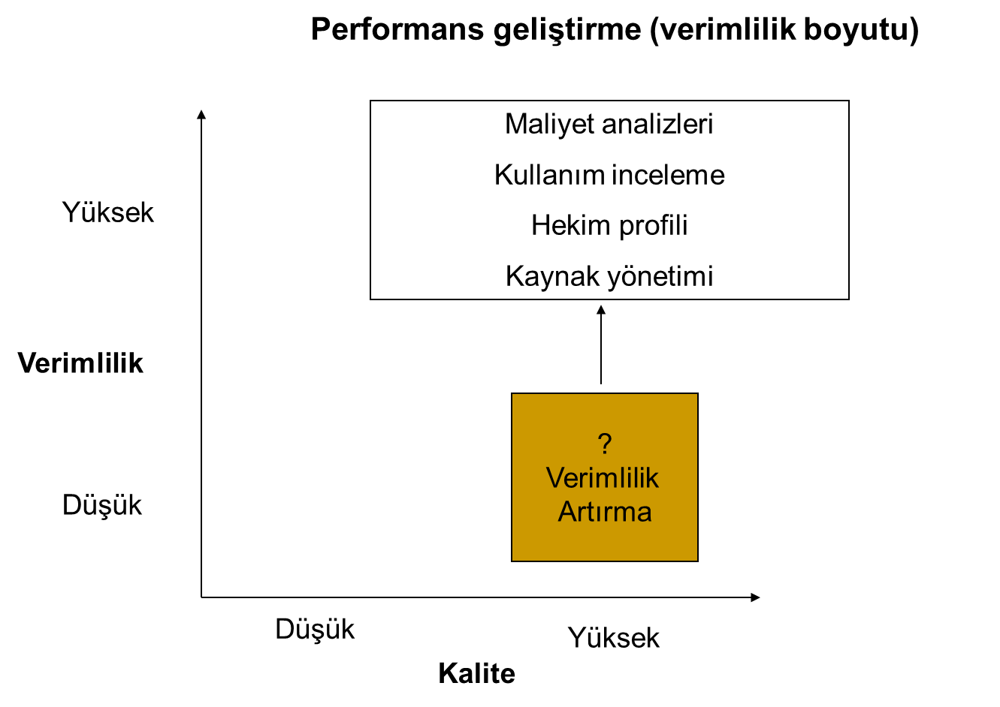 Performans geliştirme (verimlilik boyutu)
Maliyet analizleri
Kullanım inceleme
Hekim profili
Kaynak yönetimi
Yüksek
Verimlilik
?
Verimlilik
Artırma
Düşük
Düşük
Yüksek
Kalite